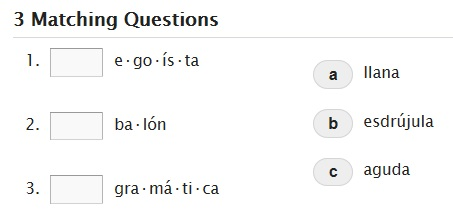 3 Matching Questions
1. e·go·ís·ta
a llana
2. ba·lón
b esdrújula
c aguda
3. gra·má·ti·ca